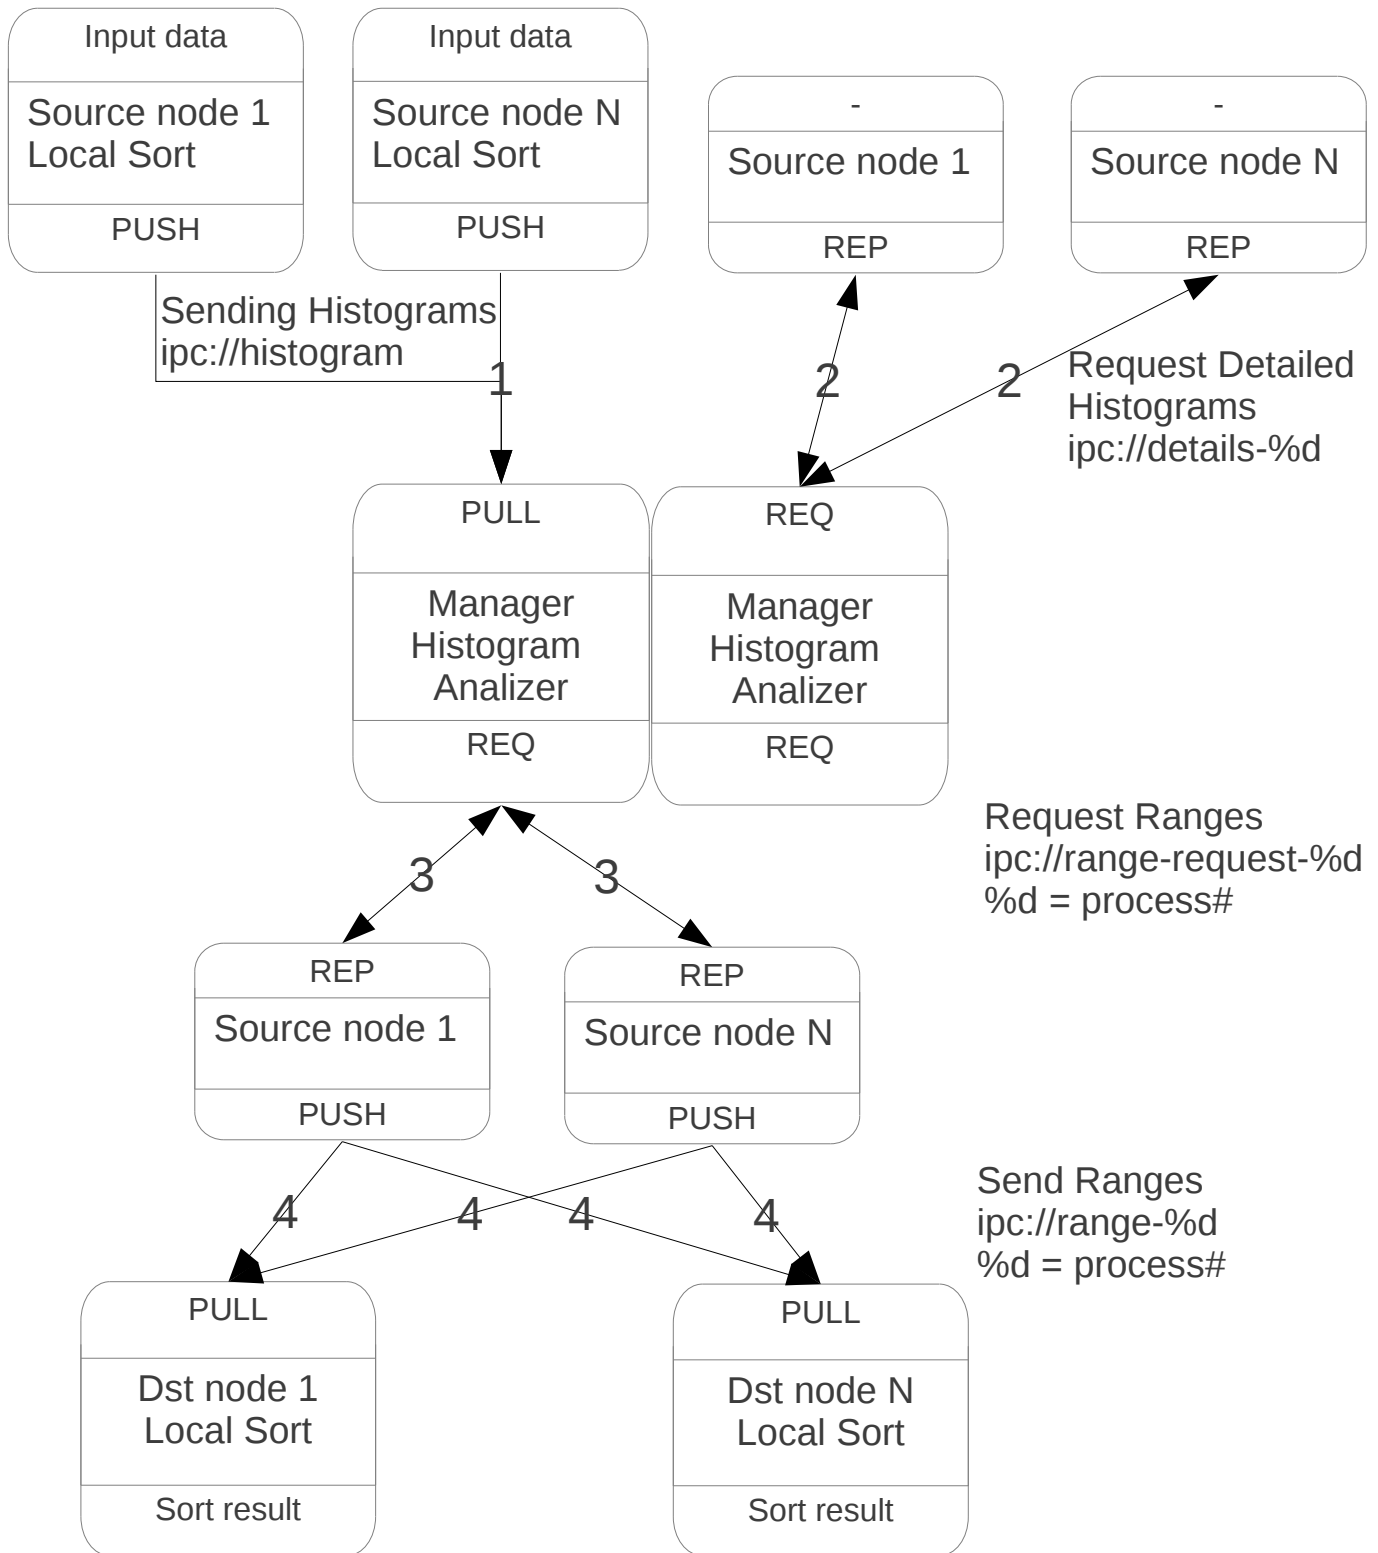 Input data
Source node 1
Local Sort
PUSH
Input data
Source node N
Local Sort
PUSH
-
Source node 1
REP
-
Source node N
REP
Sending Histograms
ipc://histogram
1
2
2
Request Detailed
Histograms
ipc://details-%d
PULL
Manager
Histogram
Analizer
REQ
REQ
Manager
Histogram
Analizer
REQ
Request Ranges
ipc://range-request-%d
%d = process#
3
3
REP
Source node 1
PUSH
REP
Source node N
PUSH
Send Ranges
ipc://range-%d
%d = process#
4
4
4
4
PULL
Dst node 1
Local Sort
Sort result
PULL
Dst node N
Local Sort
Sort result